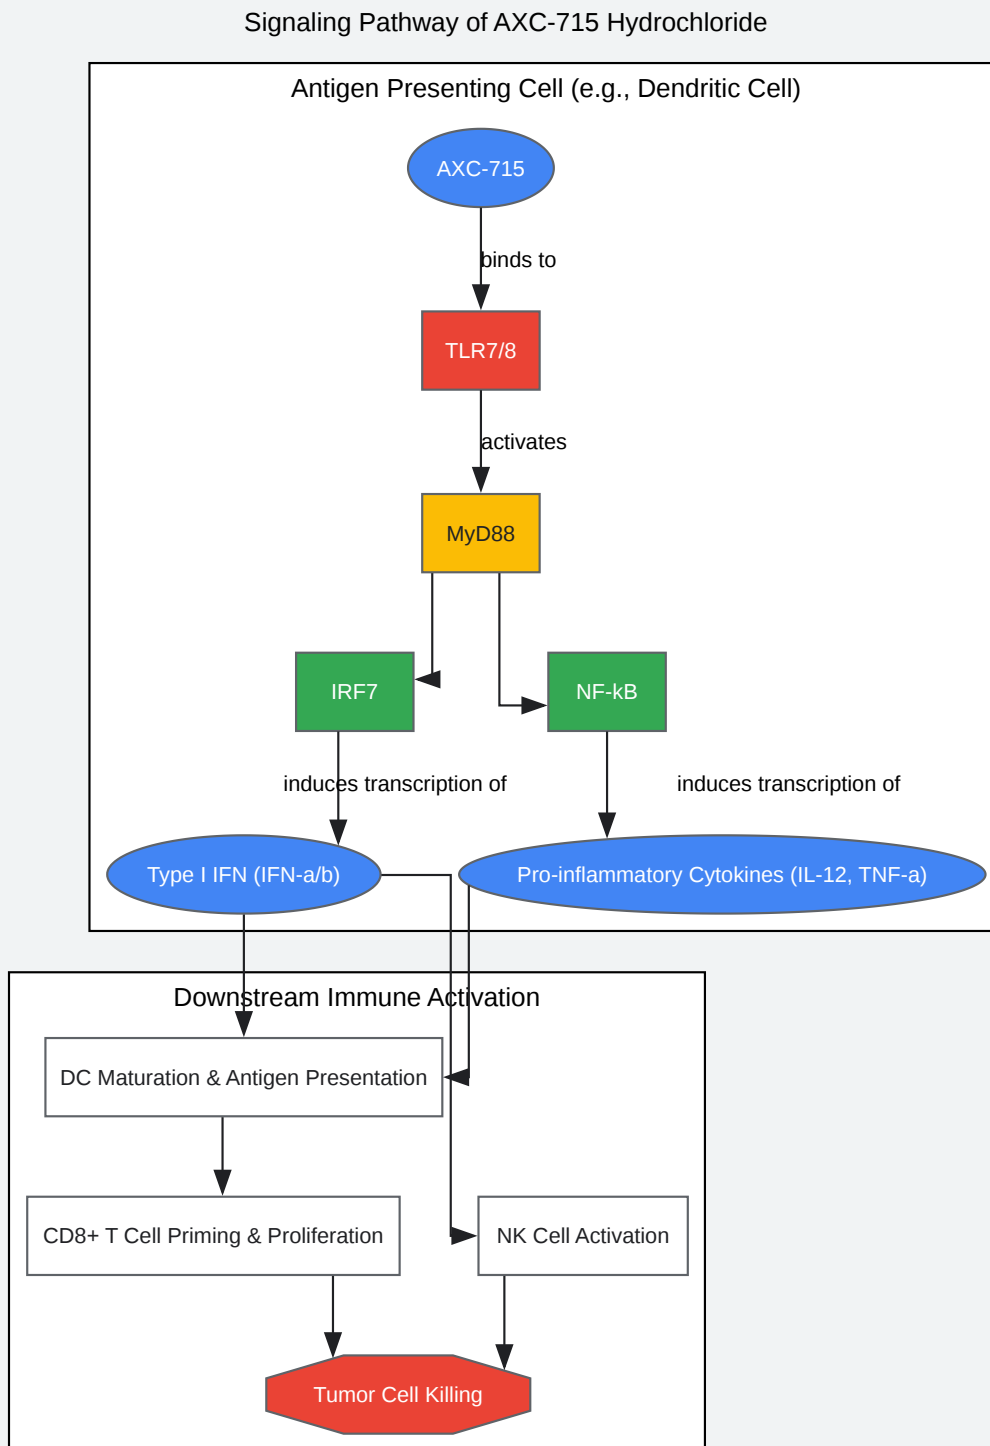 Signaling Pathway of AXC-715 Hydrochloride
Antigen Presenting Cell (e.g., Dendritic Cell)
AXC-715
binds to
TLR7/8
activates
MyD88
IRF7
NF-kB
induces transcription of
induces transcription of
Type I IFN (IFN-a/b)
Pro-inflammatory Cytokines (IL-12, TNF-a)
Downstream Immune Activation
DC Maturation & Antigen Presentation
CD8+ T Cell Priming & Proliferation
NK Cell Activation
Tumor Cell Killing